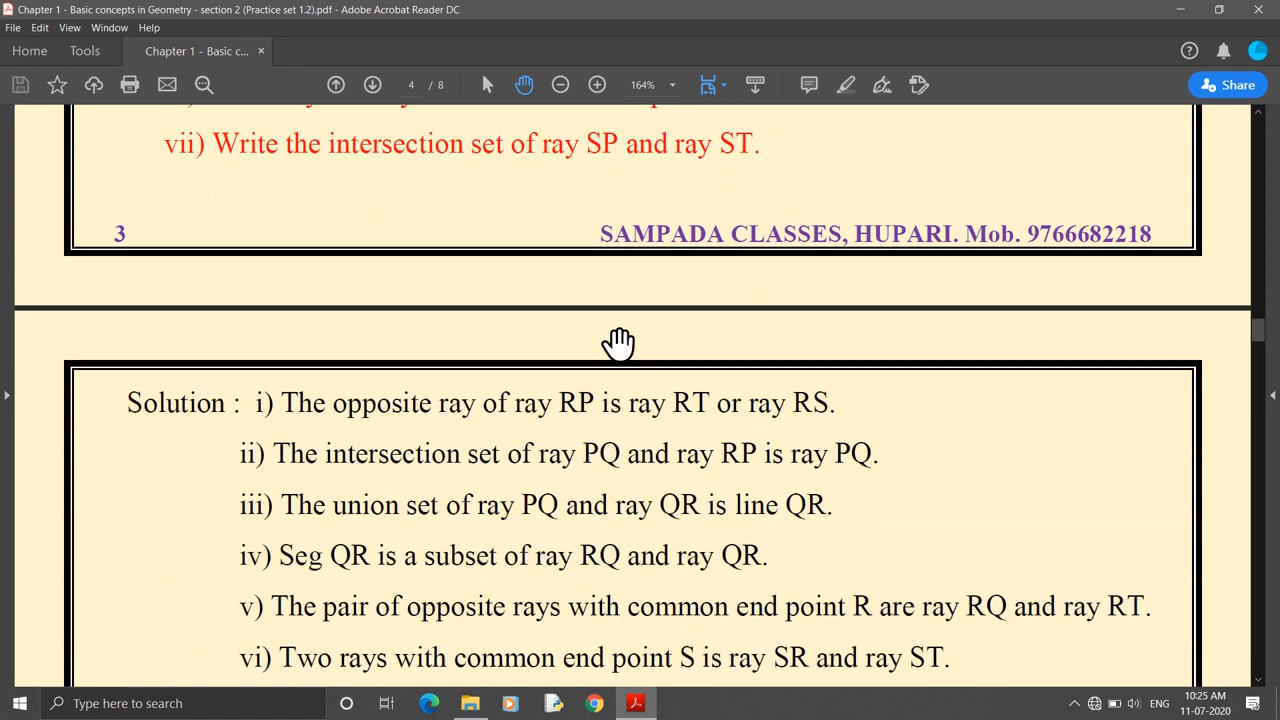 Chapter 1 - Basic concepts in Geometry - section 2 (Practice set 1.2).pdf - Adobe Acrobat Reader DC
File Edit View Window Help
Home Tools Chapter 1 - Basic c... ×
4 / 8 164% Share
vii) Write the intersection set of ray SP and ray ST.
3 SAMPADA CLASSES, HUPARI. Mob. 9766682218
Solution : i) The opposite ray of ray RP is ray RT or ray RS.
ii) The intersection set of ray PQ and ray RP is ray PQ.
iii) The union set of ray PQ and ray QR is line QR.
iv) Seg QR is a subset of ray RQ and ray QR.
v) The pair of opposite rays with common end point R are ray RQ and ray RT.
vi) Two rays with common end point S is ray SR and ray ST.
Type here to search ENG 10:25 AM
11-07-2020